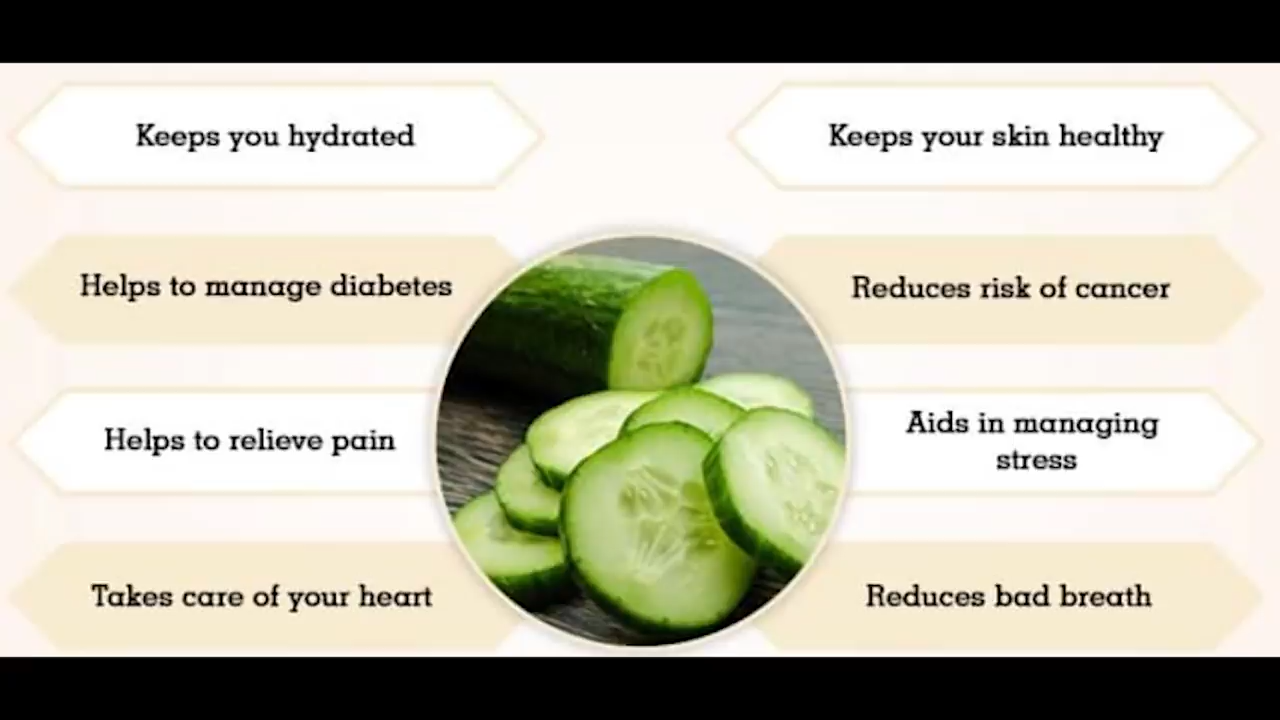 Keeps you hydrated
Keeps your skin healthy
Helps to manage diabetes
Reduces risk of cancer
Helps to relieve pain
Aids in managing
stress
Takes care of your heart
Reduces bad breath